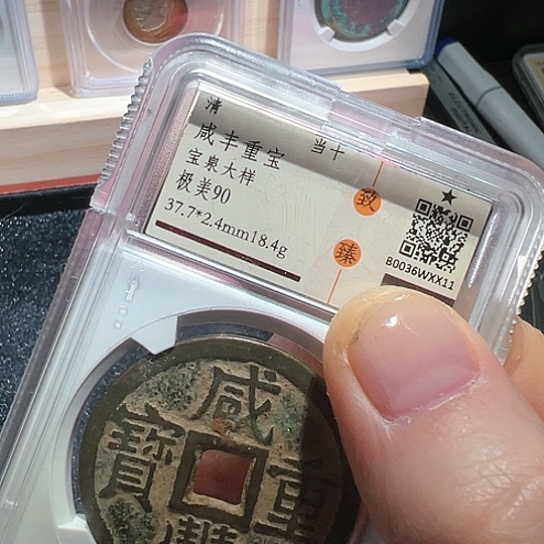 清
咸丰重宝 当十
宝泉大样
极美90
37.7*2.4mm18.4g
致
臻
★
80036WXX11
咸
重
寶
豐